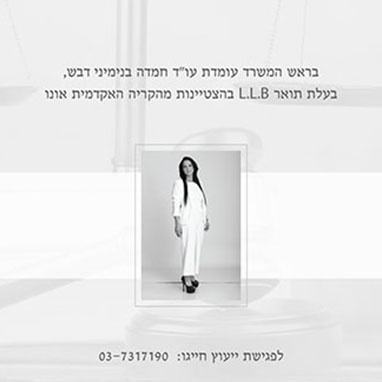 בראש המשרד עומדת עו"ד חמדה בנימיני דבש,
בעלת תואר L.L.B בהצטיינות מהקריה האקדמית אונו
לפגישת ייעוץ חייגו: 03-7317190